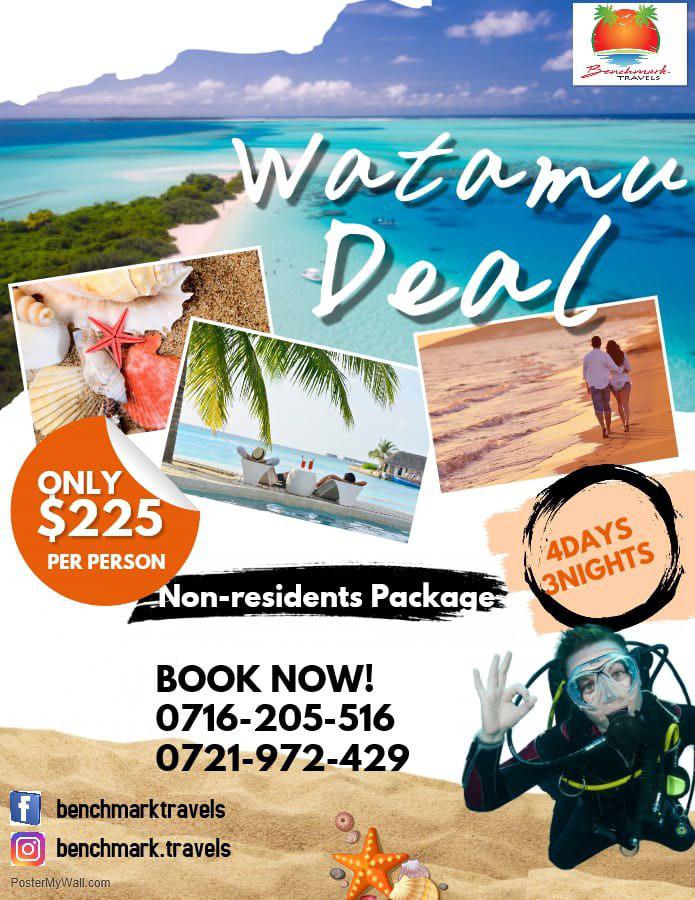 Benchmark
TRAVELS
Watamu
Deal
ONLY
$225
PER PERSON
4DAYS
3NIGHTS
Non-residents Package
BOOK NOW!
0716-205-516
0721-972-429
benchmarktravels
benchmark.travels
PosterMyWall.com